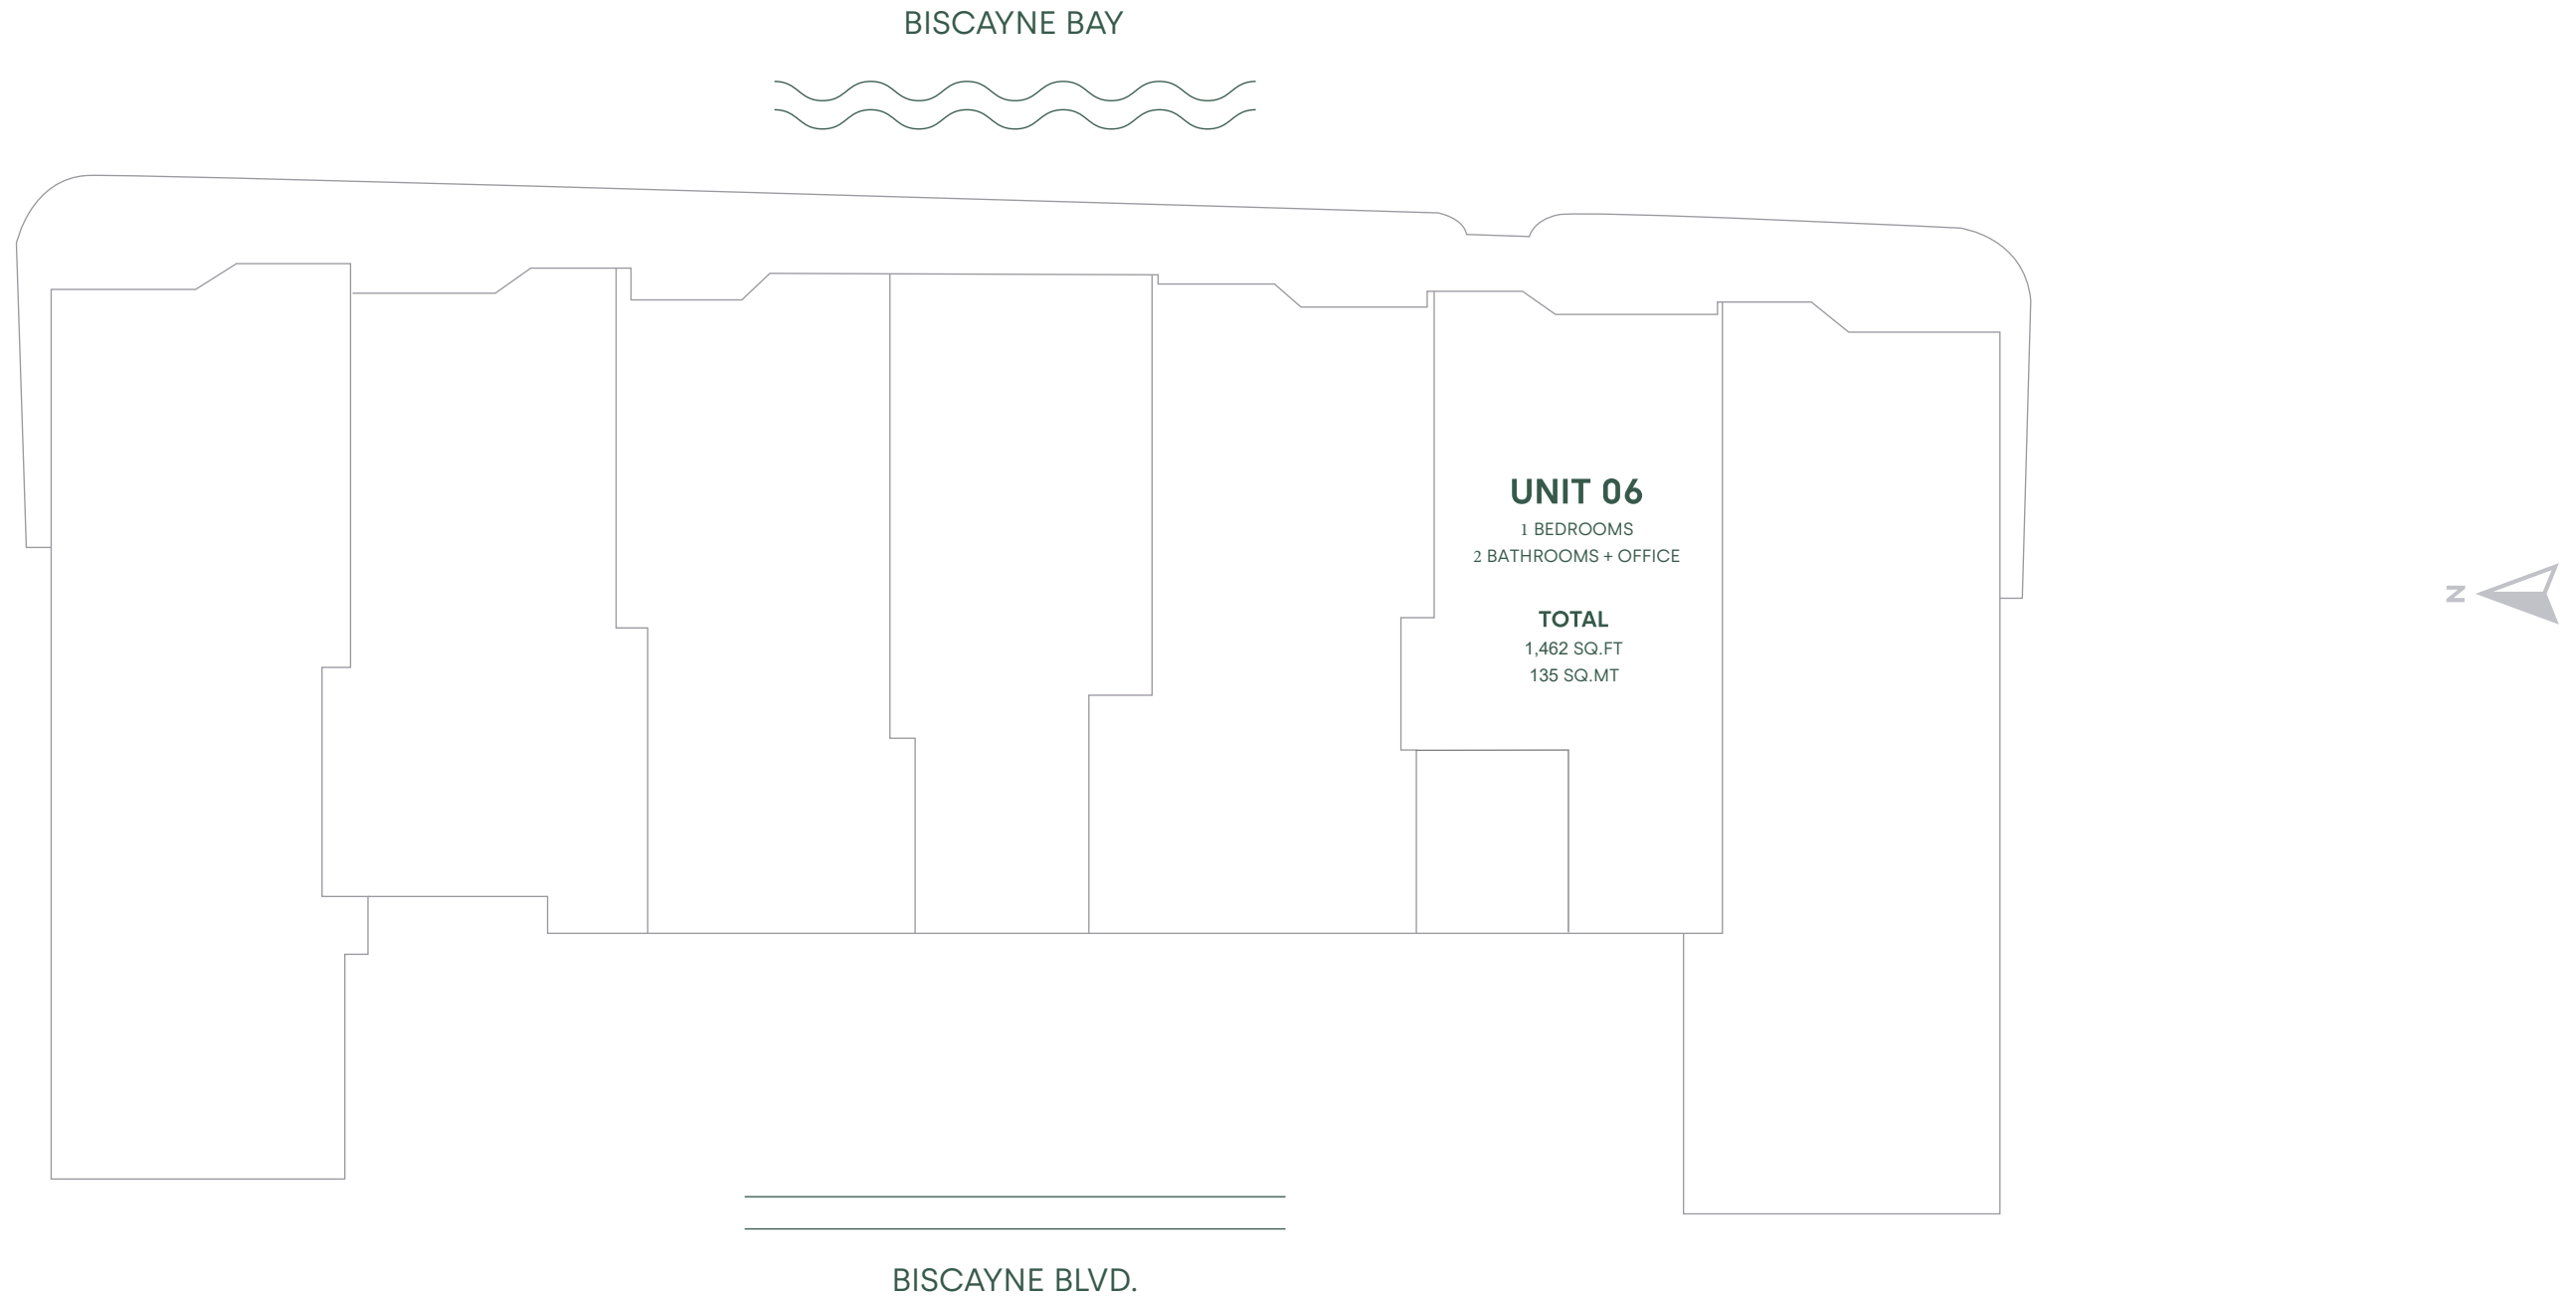 BISCAYNE BAY
UNIT 06
1 BEDROOMS
2 BATHROOMS + OFFICE
TOTAL
1,462 SQ.FT
135 SQ.MT
N
BISCAYNE BLVD.